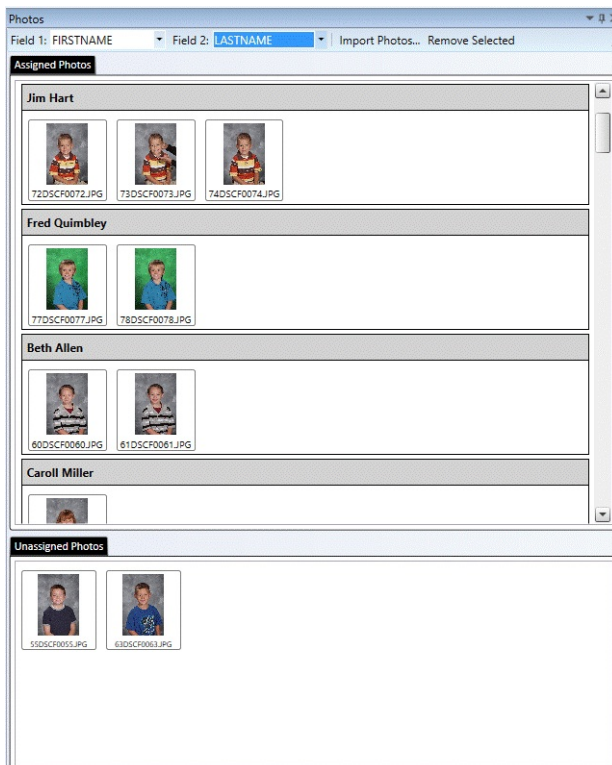 Photos
Field 1: FIRSTNAME Field 2: LASTNAME Import Photos... Remove Selected
Assigned Photos
Jim Hart
72DSCF0072.JPG 73DSCF0073.JPG 74DSCF0074.JPG
Fred Quimbley
77DSCF0077.JPG 78DSCF0078.JPG
Beth Allen
60DSCF0060.JPG 61DSCF0061.JPG
Caroll Miller
Unassigned Photos
55DSCF0055.JPG 63DSCF0063.JPG